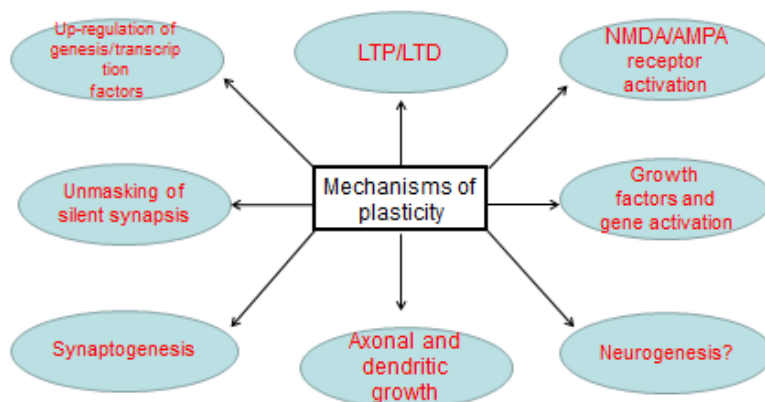 Up-regulation of
genesis/transcrip
tion
factors
LTP/LTD
NMDA/AMPA
receptor
activation
Unmasking of
silent synapsis
Mechanisms of
plasticity
Growth
factors and
gene activation
Synaptogenesis
Axonal and
dendritic
growth
Neurogenesis?